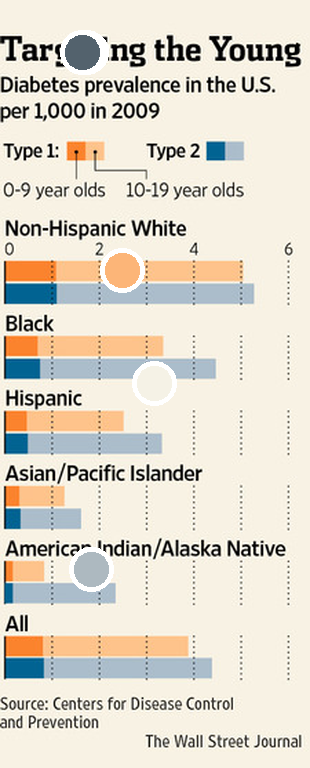 the Young
Diabetes prevalence in the U.S.
per 1,000 in 2009
Type 1: Type 2
0-9 year olds 10-19 year olds
Non-Hispanic White
0 2 4 6
Black
Hispanic
Asian/Pacific Islander
American Indian/Alaska Native
All
Source: Centers for Disease Control
and Prevention
The Wall Street Journal